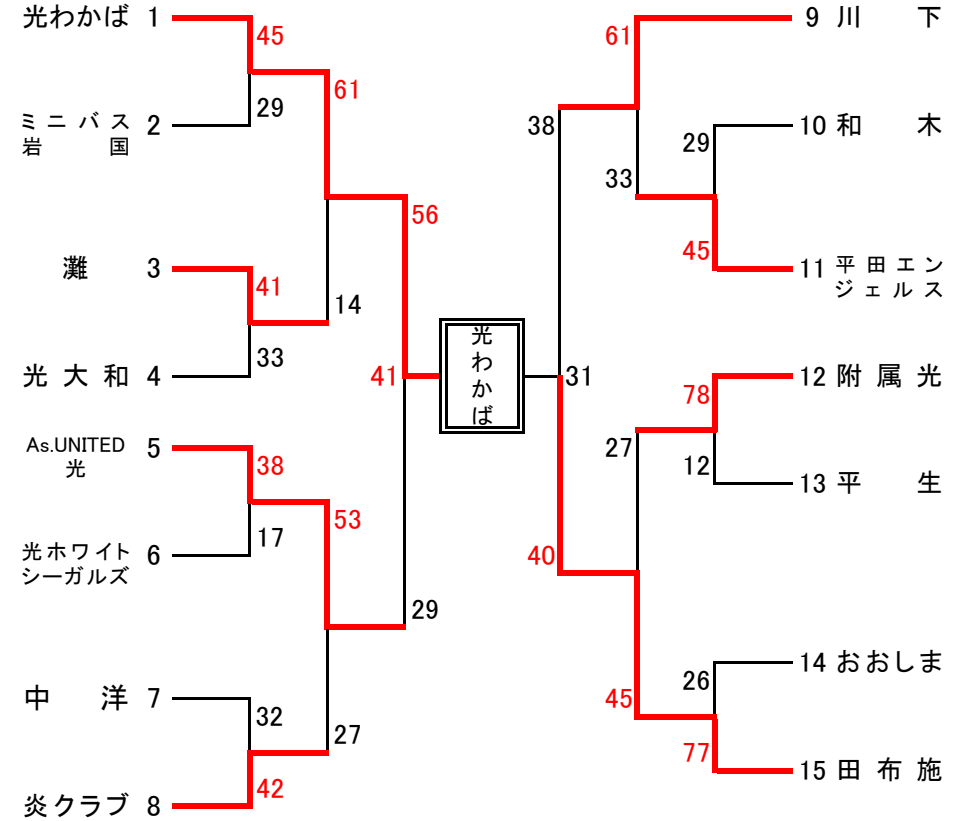 光わかば 1
45
61
29
ミニバス 2
岩国
56
灘 3
41
14
33
光大和 4
41
As.UNITED 5
光
38
53
17
光ホワイト 6
シーガルズ
29
中洋 7
32
27
42
炎クラブ 8
光わかば
31
9 川下
61
38
10 和木
29
33
45
11 平田エン
ジェルス
12 附属光
78
27
12
13 平生
40
14 おおしま
26
45
77
15 田布施